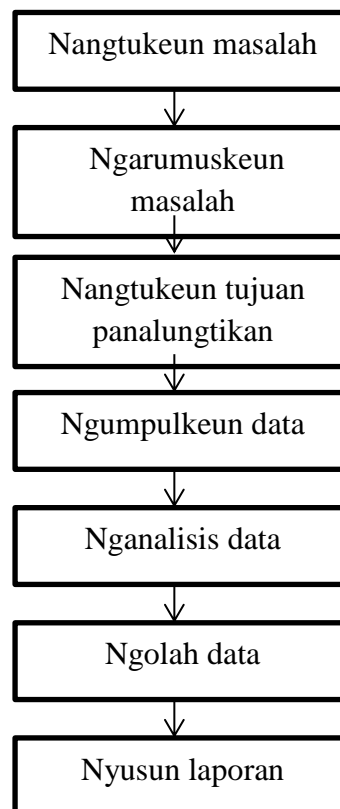 Nangtukeun masalah
Ngarumuskeun
masalah
Nangtukeun tujuan
panalungtikan
Ngumpulkeun data
Nganalisis data
Ngolah data
Nyusun laporan